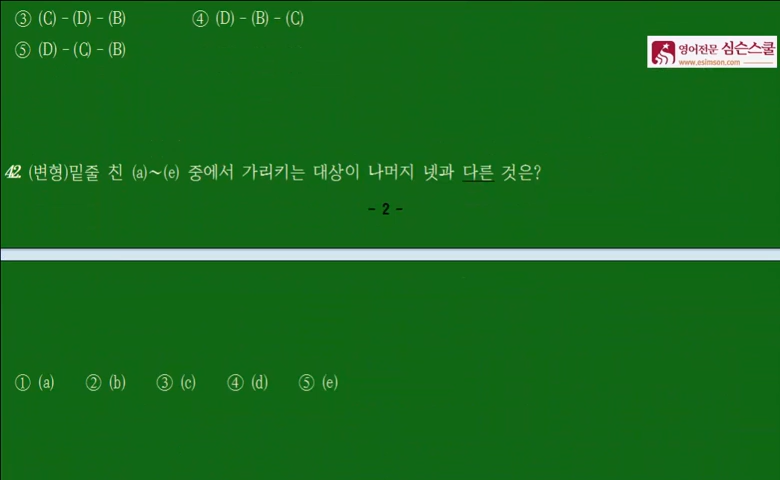 ③ (C) - (D) - (B) ④ (D) - (B) - (C)
⑤ (D) - (C) - (B)
영어전문 심슨스쿨
www.eslmson.com
42. (변형)밑줄 친 (a)~(e) 중에서 가리키는 대상이 나머지 넷과 다른 것은?
- 2 -
① (a) ② (b) ③ (c) ④ (d) ⑤ (e)